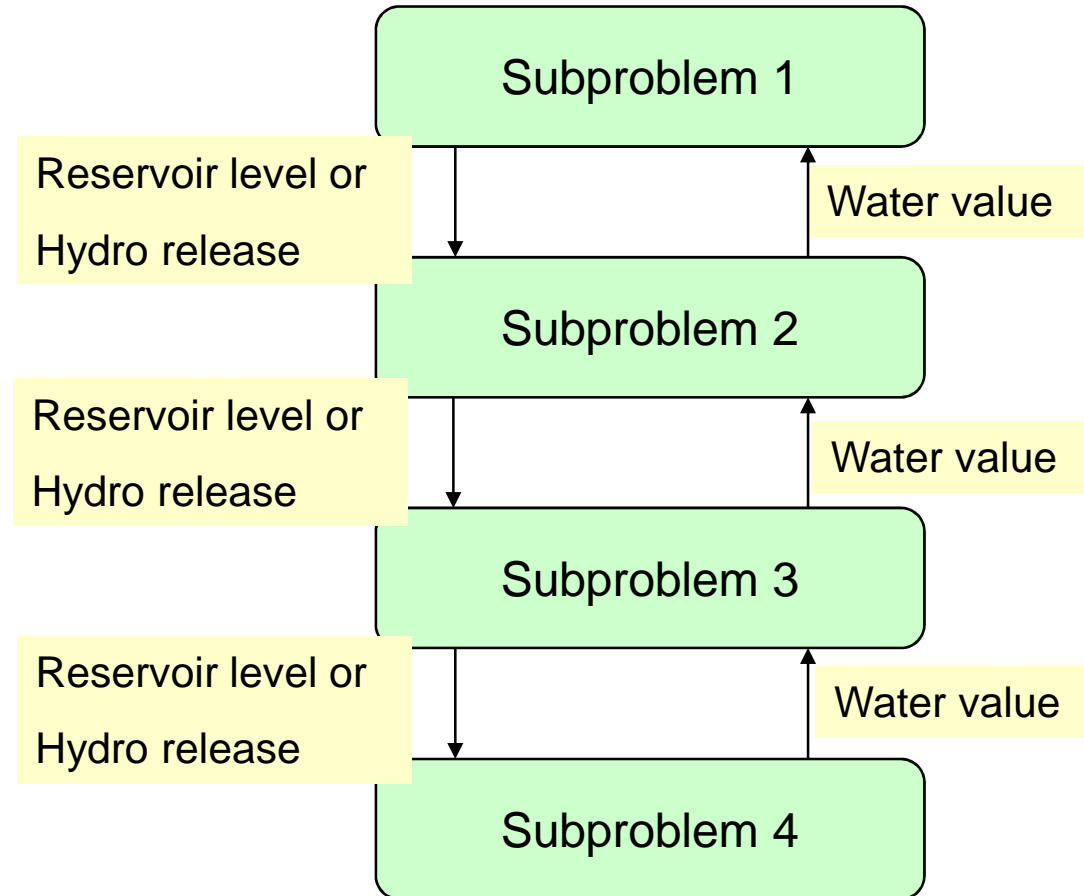 Subproblem 1
Reservoir level or
Hydro release
Water value
Subproblem 2
Reservoir level or
Hydro release
Water value
Subproblem 3
Reservoir level or
Hydro release
Water value
Subproblem 4